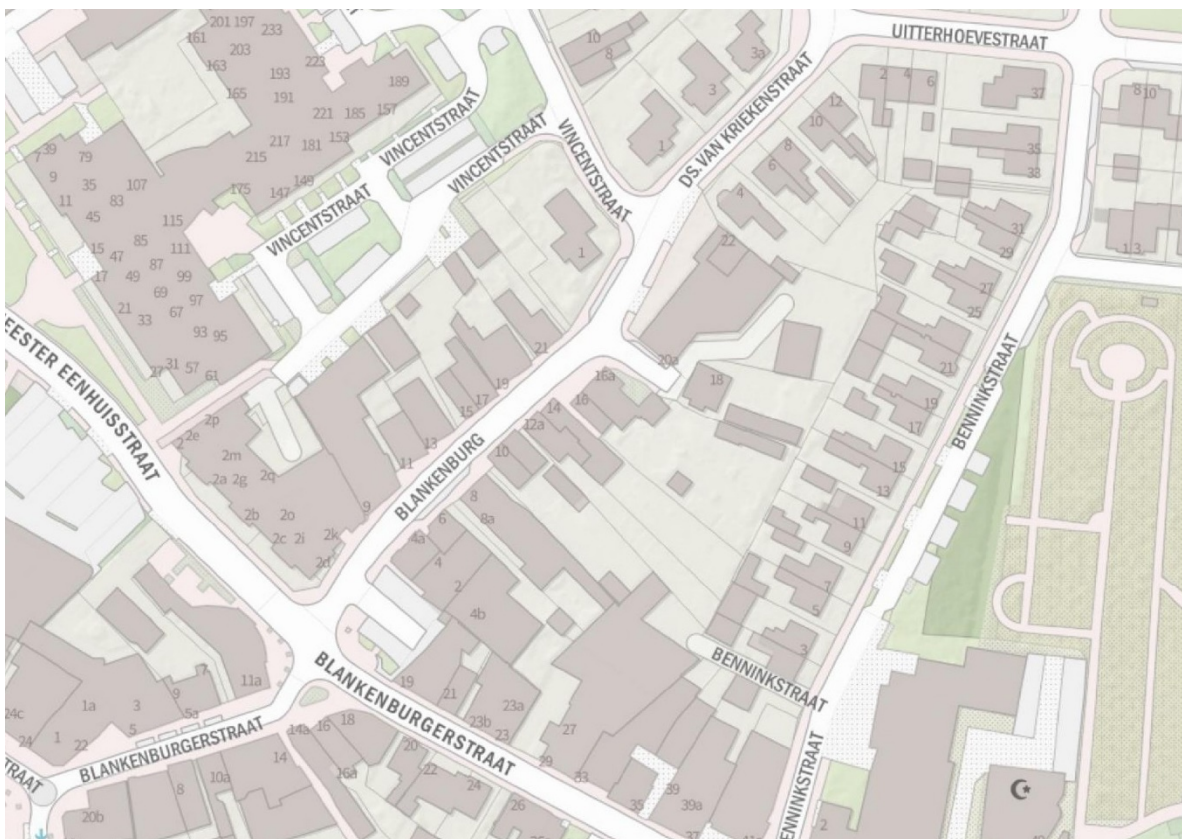 201 197
233
161
203
223
163
193
189
165
191
221
185
157
217
181
153
215
175
147
149
VINCENTSTRAAT
VINCENTSTRAAT
VINCENTSTRAAT
VINCENTSTRAAT
10
8
3a
3
1
1
DS. VAN KRIEKENSTRAAT
UITTERHOEVESTRAAT
2
4
6
37
8
10
12
10
8
6
4
35
33
31
29
1
3
22
27
25
21
19
17
15
13
11
9
7
5
3
BENNINKSTRAAT
BENNINKSTRAAT
7
39
79
9
35
107
11
83
45
115
85
15
47
111
87
17
49
99
69
97
21
67
33
93
95
31
57
27
61
EESTER EENHUISSTRAAT
2p
2e
2
2m
2a
2g
2q
2b
2o
2c
2i
2k
2d
9
11
13
15
17
19
21
BLANKENBURG
20a
18
16a
16
14
12a
10
8
8a
6
4a
4
2
4b
19
21
23a
23b
23
27
29
33
35
39
39a
37
BLANKENBURGERSTRAAT
BLANKENBURGERSTRAAT
11a
7
9
5a
5
3
1a
24c
24
1
22
14a
16
18
14
16a
20
22
24
26
10a
8
20b
2